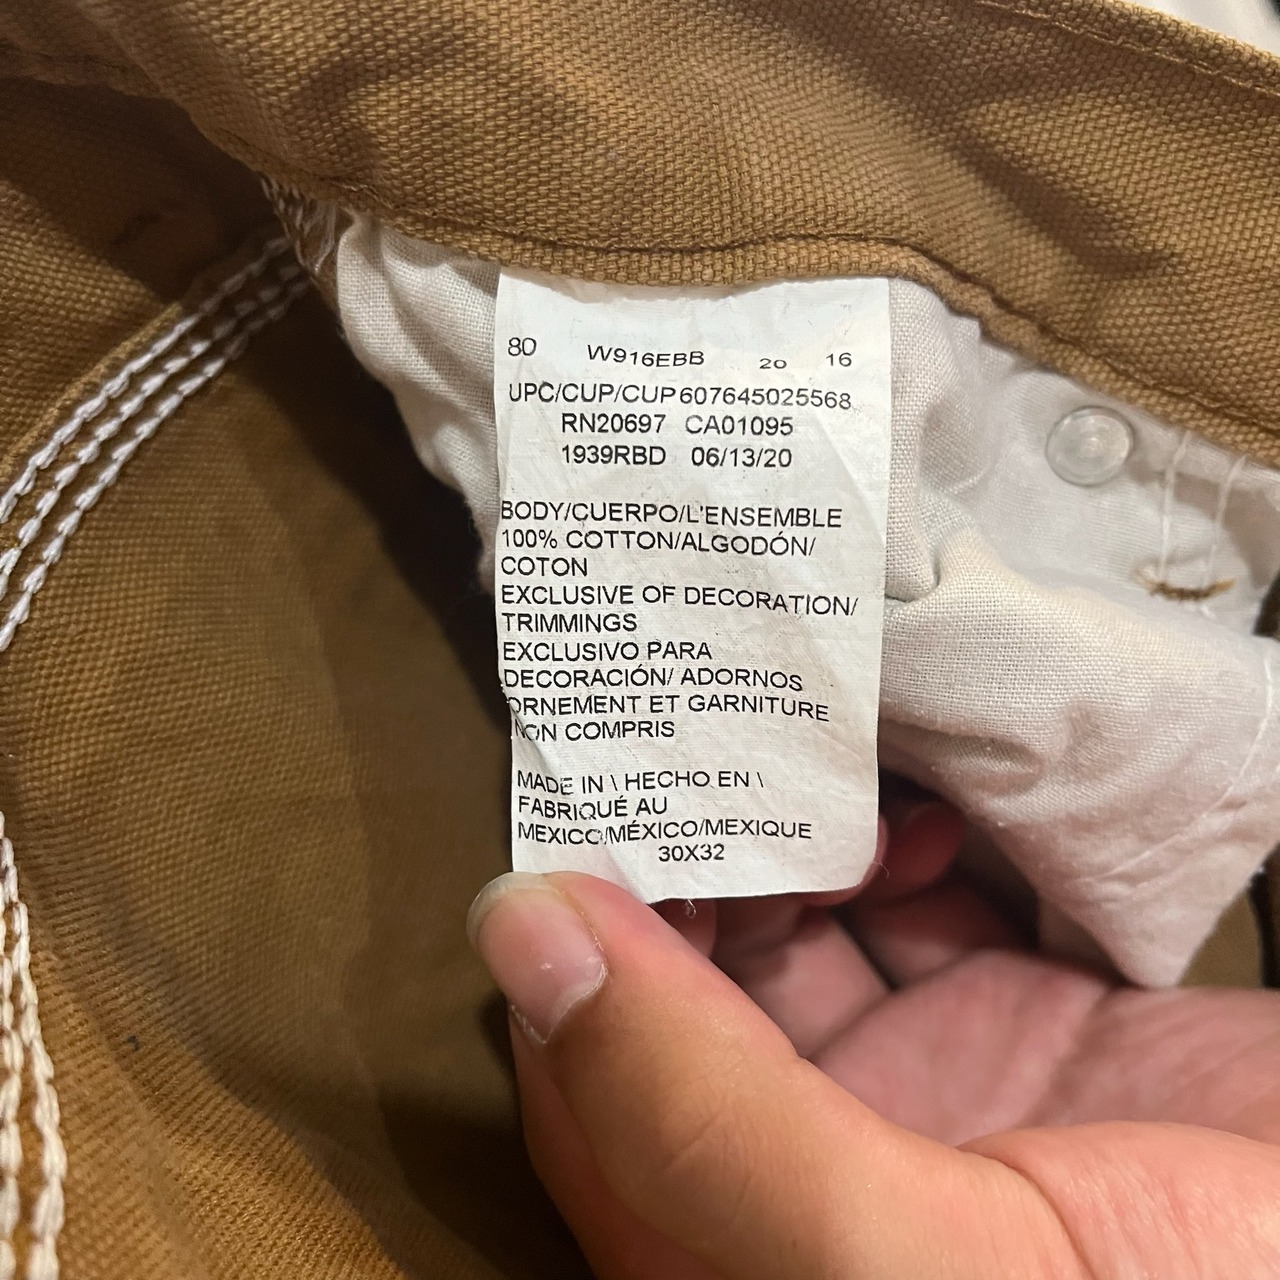 80 W916EBB 20 16
UPC/CUP/CUP 607645025568
RN20697 CA01095
1939RBD 06/13/20
BODY/CUERPO/L'ENSEMBLE
100% COTTON/ALGODÓN/
COTON
EXCLUSIVE OF DECORATION/
TRIMMINGS
EXCLUSIVO PARA
DECORACIÓN/ ADORNOS
ORNEMENT ET GARNITURE
NON COMPRIS
MADE IN \ HECHO EN \
FABRIQUÉ AU
MEXICO/MÉXICO/MEXIQUE
30X32